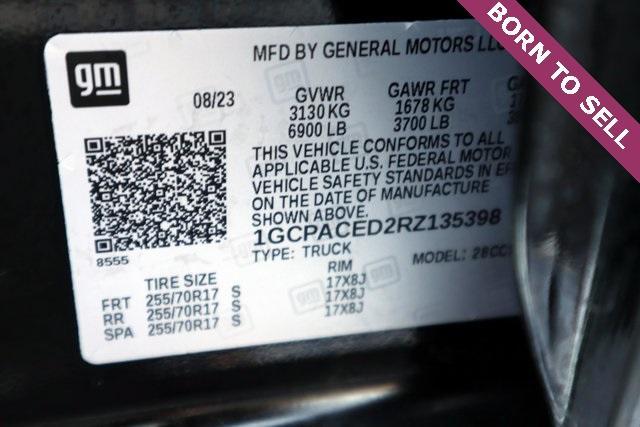 BORN TO SELL
gm
MFD BY GENERAL MOTORS LLC
08/23
GVWR GAWR FRT
3130 KG 1678 KG
6900 LB 3700 LB
THIS VEHICLE CONFORMS TO ALL
APPLICABLE U.S. FEDERAL MOTOR
VEHICLE SAFETY STANDARDS IN
ON THE DATE OF MANUFACTURE
SHOWN ABOVE.
1GCPACED2RZ135398
TYPE: TRUCK MODEL:
8555
TIRE SIZE RIM
FRT 255/70R17 S 17X8J
RR 255/70R17 S 17X8J
SPA 255/70R17 S 17X8J